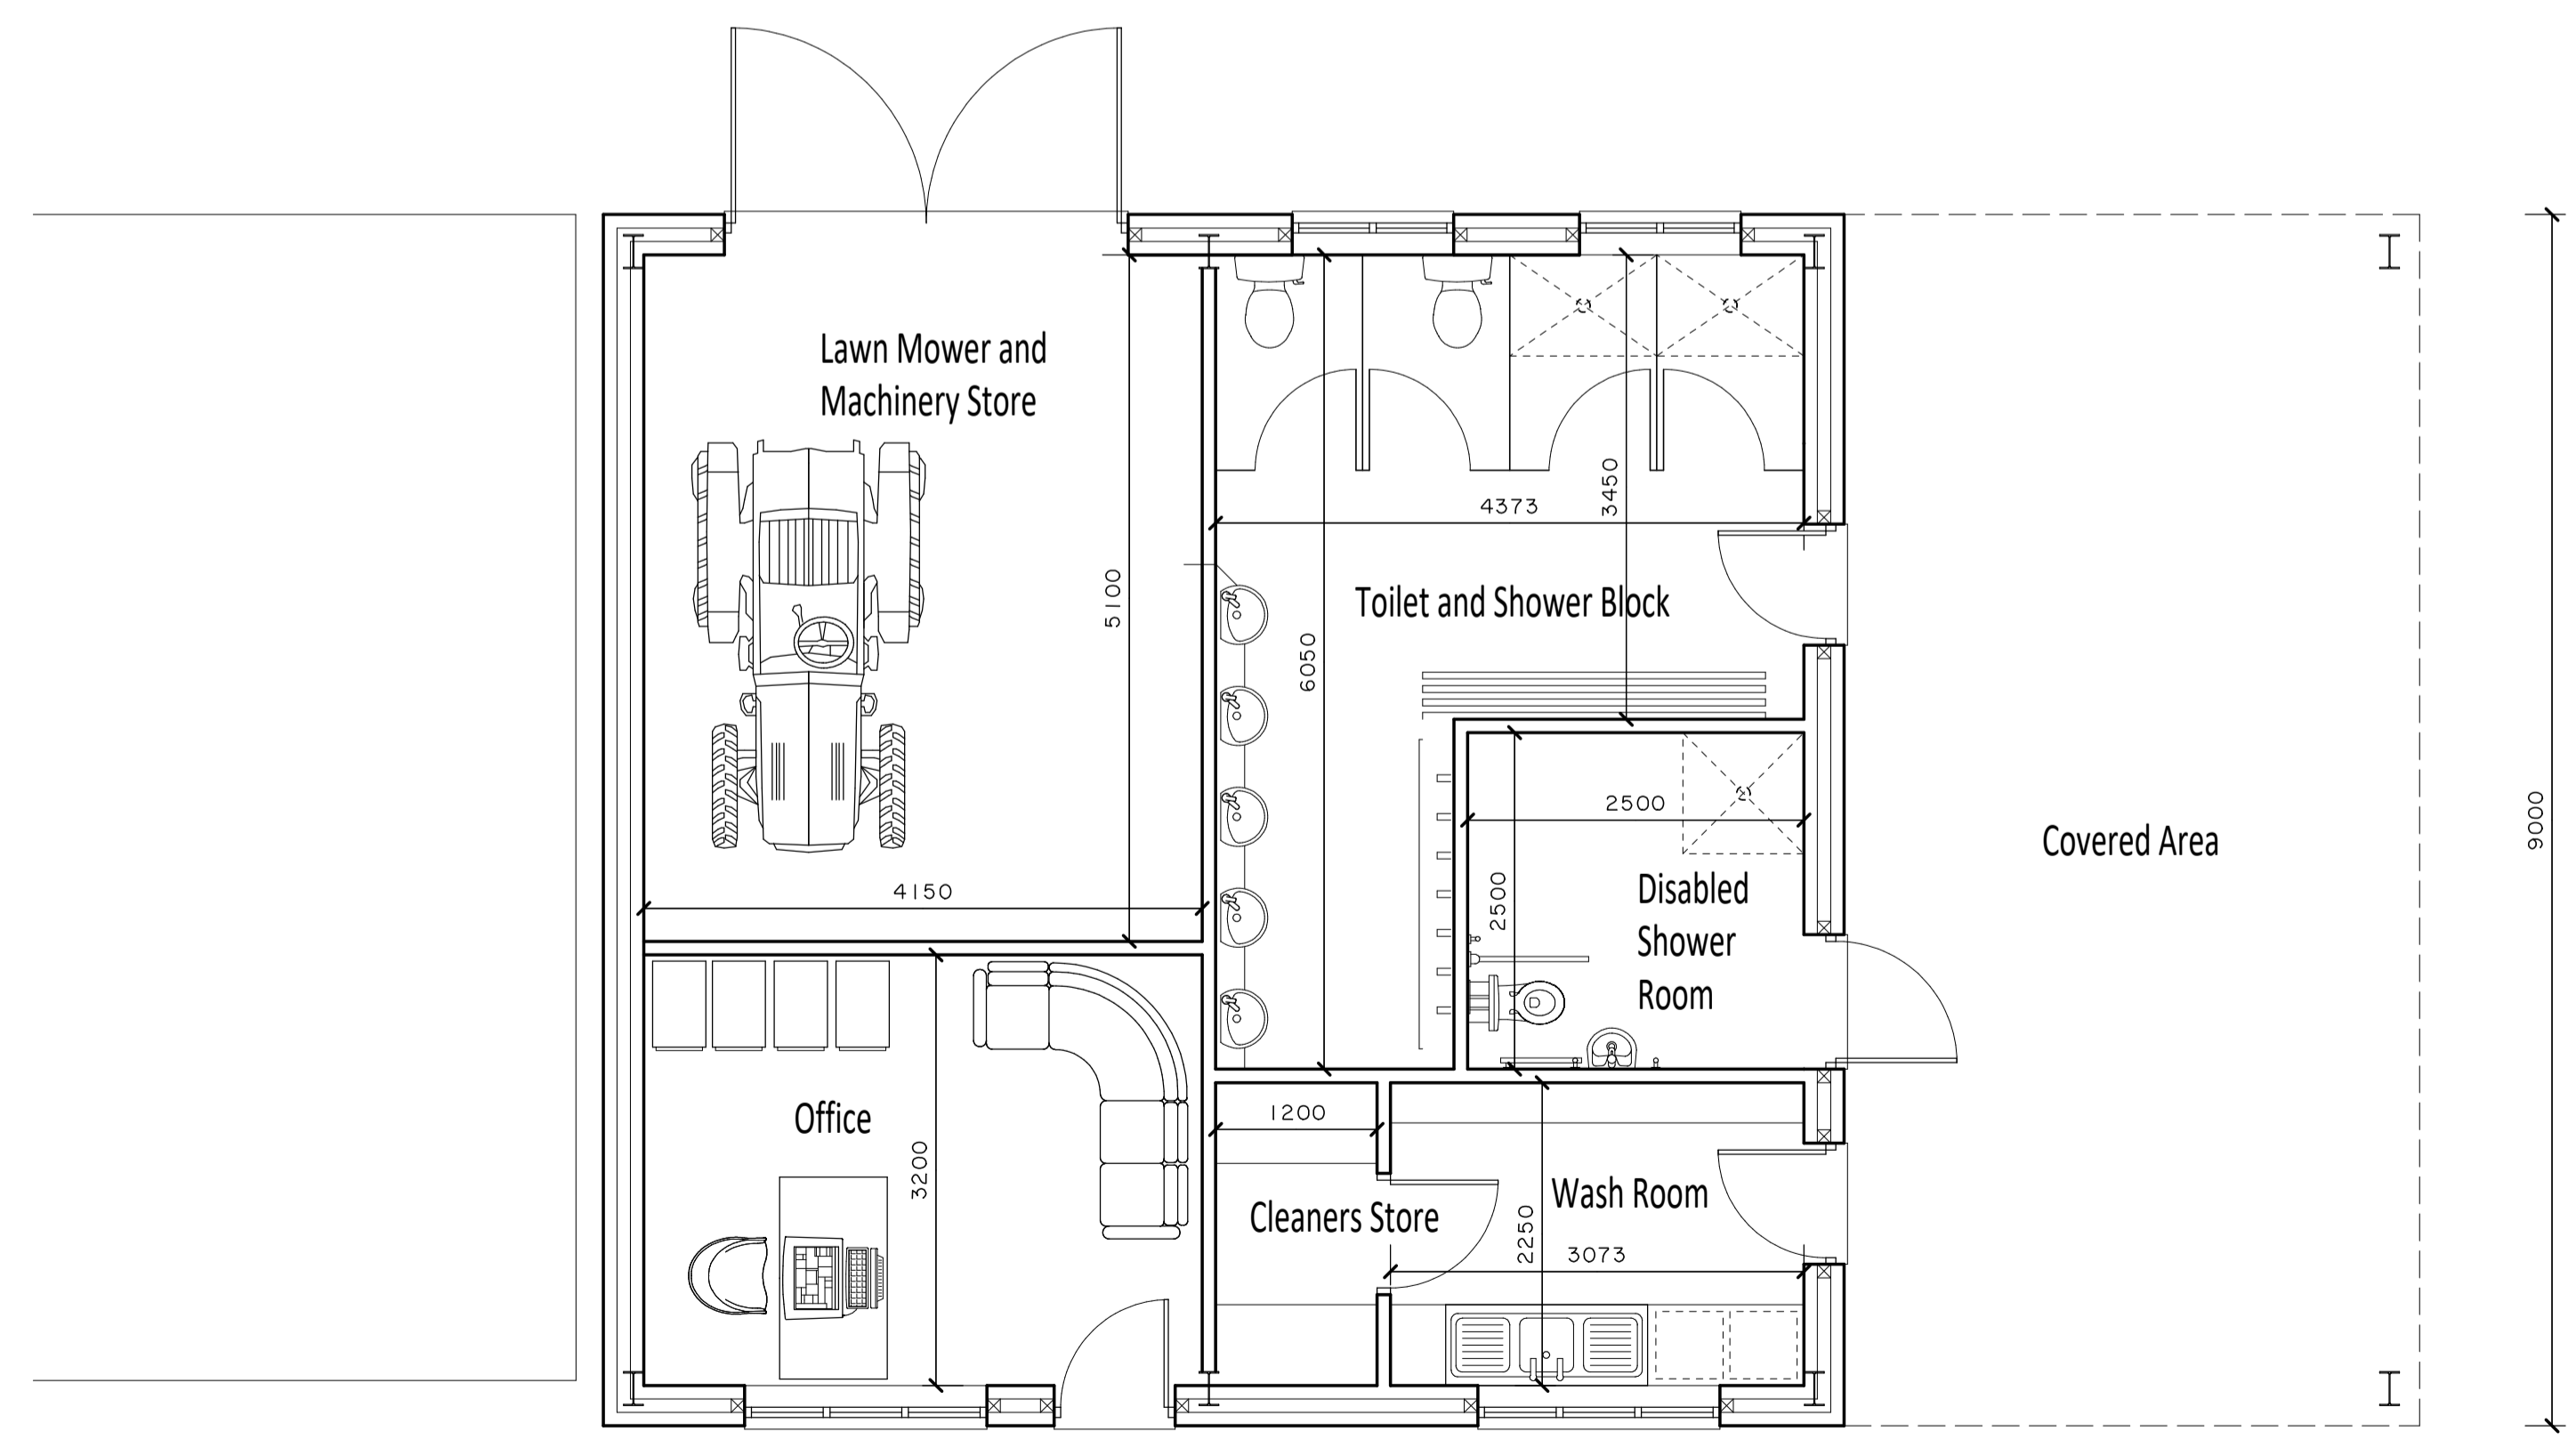 Lawn Mower and
Machinery Store
3450
4373
5100
Toilet and Shower Block
6050
2500
9000
Covered Area
4150
2500
Disabled
Shower
Room
Office
1200
3200
Wash Room
Cleaners Store
2250
3073